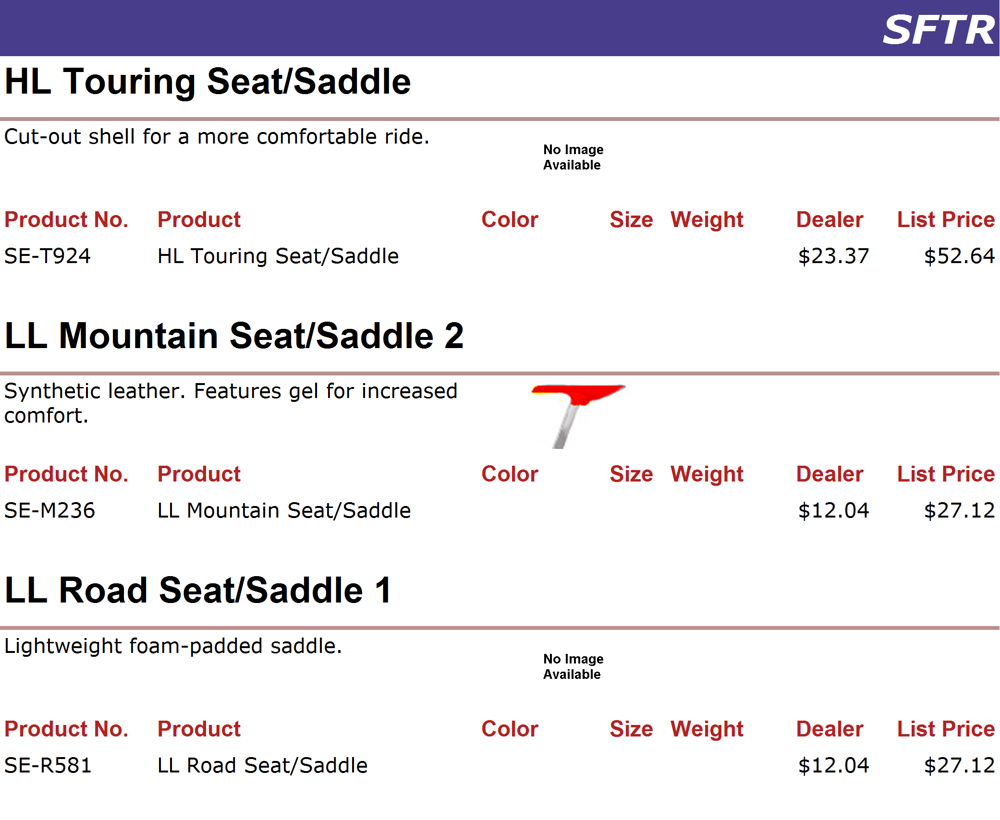 SFTR
HL Touring Seat/Saddle
Cut-out shell for a more comfortable ride.
No Image
Available
Product No. Product Color Size Weight Dealer List Price
SE-T924 HL Touring Seat/Saddle $23.37 $52.64
LL Mountain Seat/Saddle 2
Synthetic leather. Features gel for increased
comfort.
Product No. Product Color Size Weight Dealer List Price
SE-M236 LL Mountain Seat/Saddle $12.04 $27.12
LL Road Seat/Saddle 1
Lightweight foam-padded saddle.
No Image
Available
Product No. Product Color Size Weight Dealer List Price
SE-R581 LL Road Seat/Saddle $12.04 $27.12